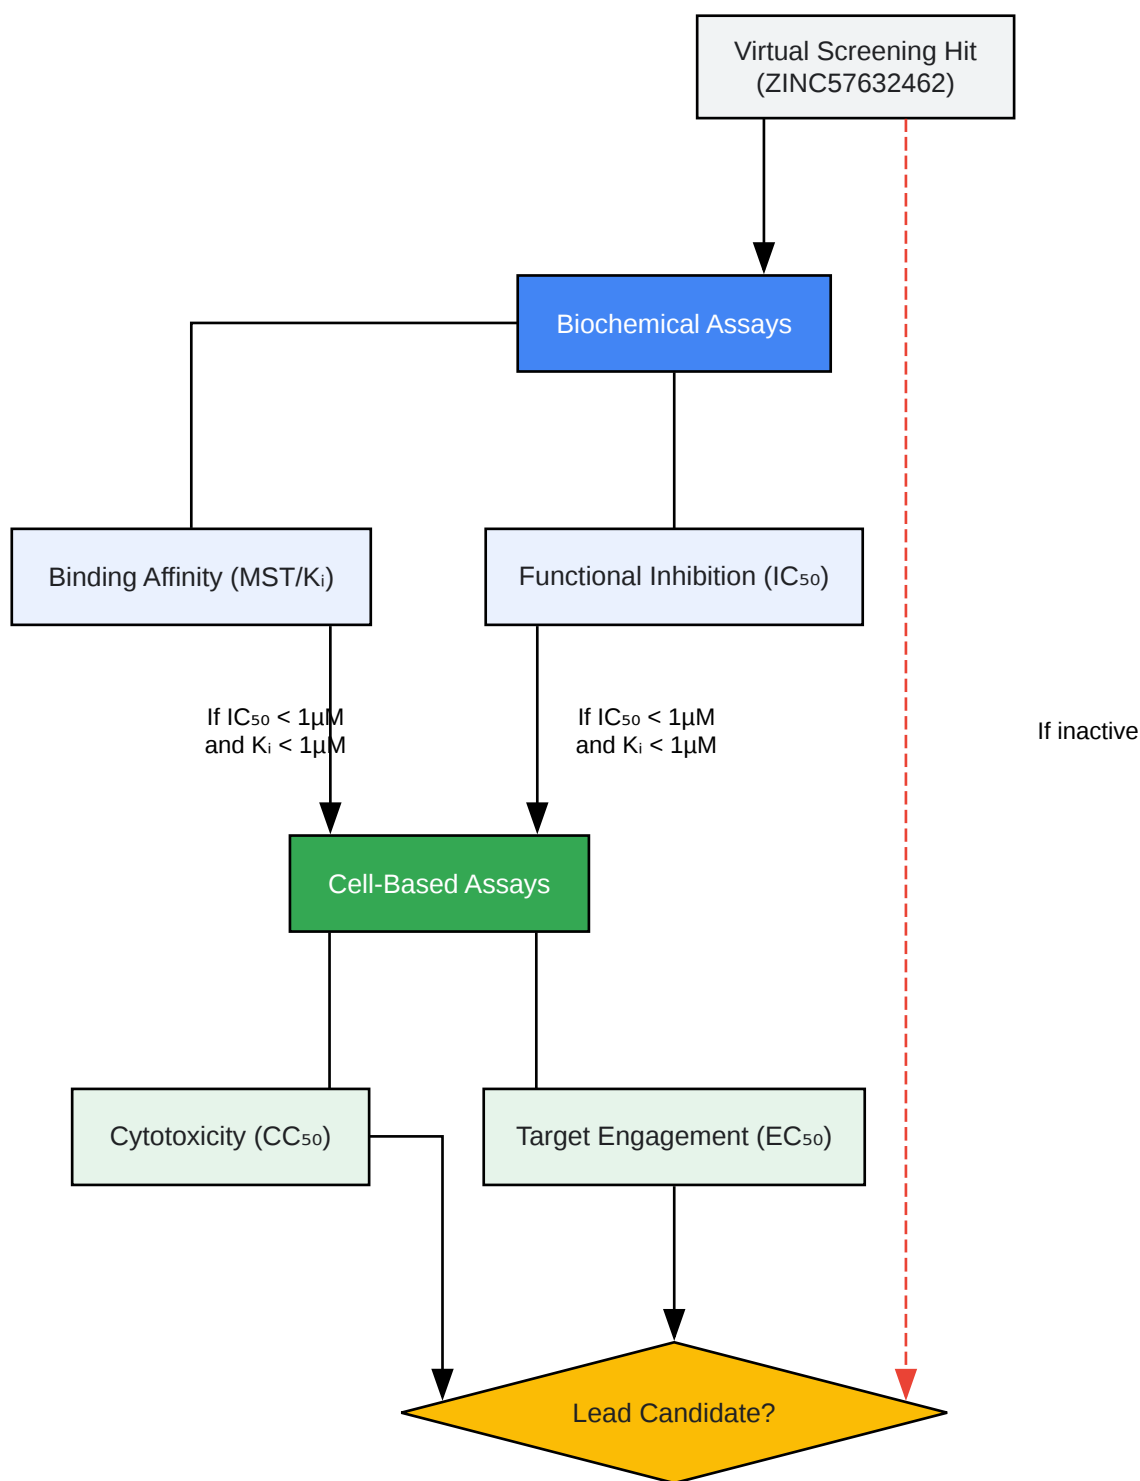 Virtual Screening Hit
(ZINC57632462)
Biochemical Assays
Binding Affinity (MST/Kᵢ)
Functional Inhibition (IC₅₀)
If IC₅₀ < 1µM
and Kᵢ < 1µM
If IC₅₀ < 1µM
and Kᵢ < 1µM
If inactive
Cell-Based Assays
Cytotoxicity (CC₅₀)
Target Engagement (EC₅₀)
Lead Candidate?